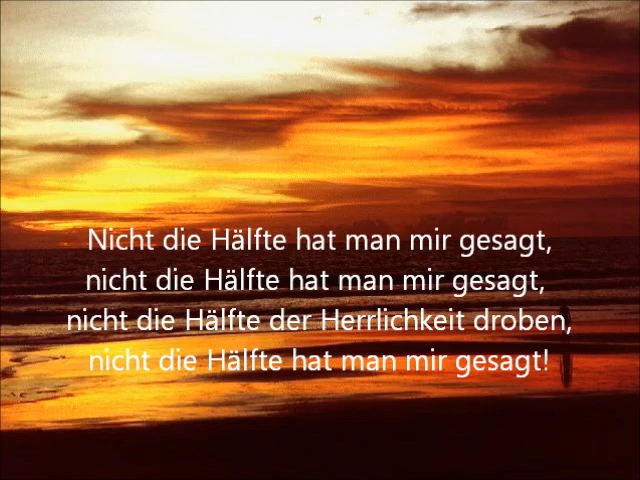 Nicht die Hälfte hat man mir gesagt,
nicht die Hälfte hat man mir gesagt,
nicht die Hälfte der Herrlichkeit droben,
nicht die Hälfte hat man mir gesagt!